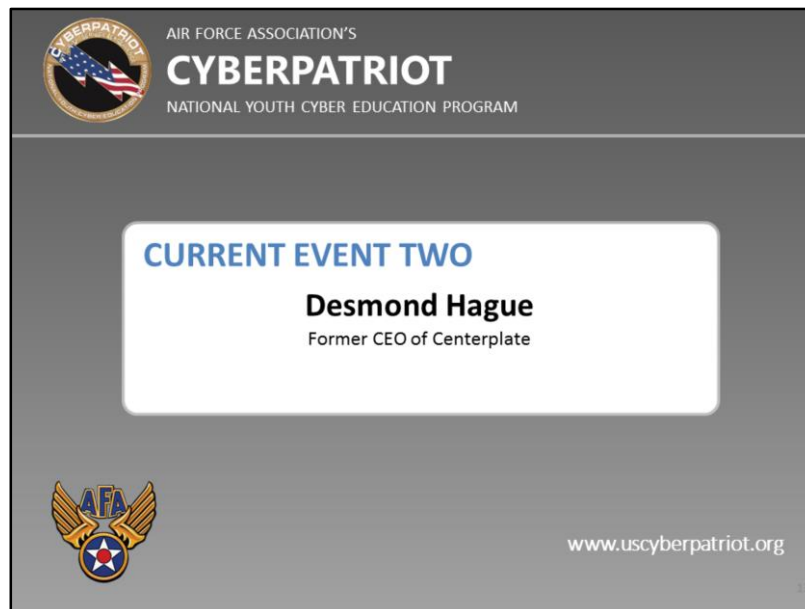 AIR FORCE ASSOCIATION'S
CYBERPATRIOT
NATIONAL YOUTH CYBER EDUCATION PROGRAM
CYBERPATRIOT
CURRENT EVENT TWO
Desmond Hague
Former CEO of Centerplate
AFA
www.uscyberpatriot.org